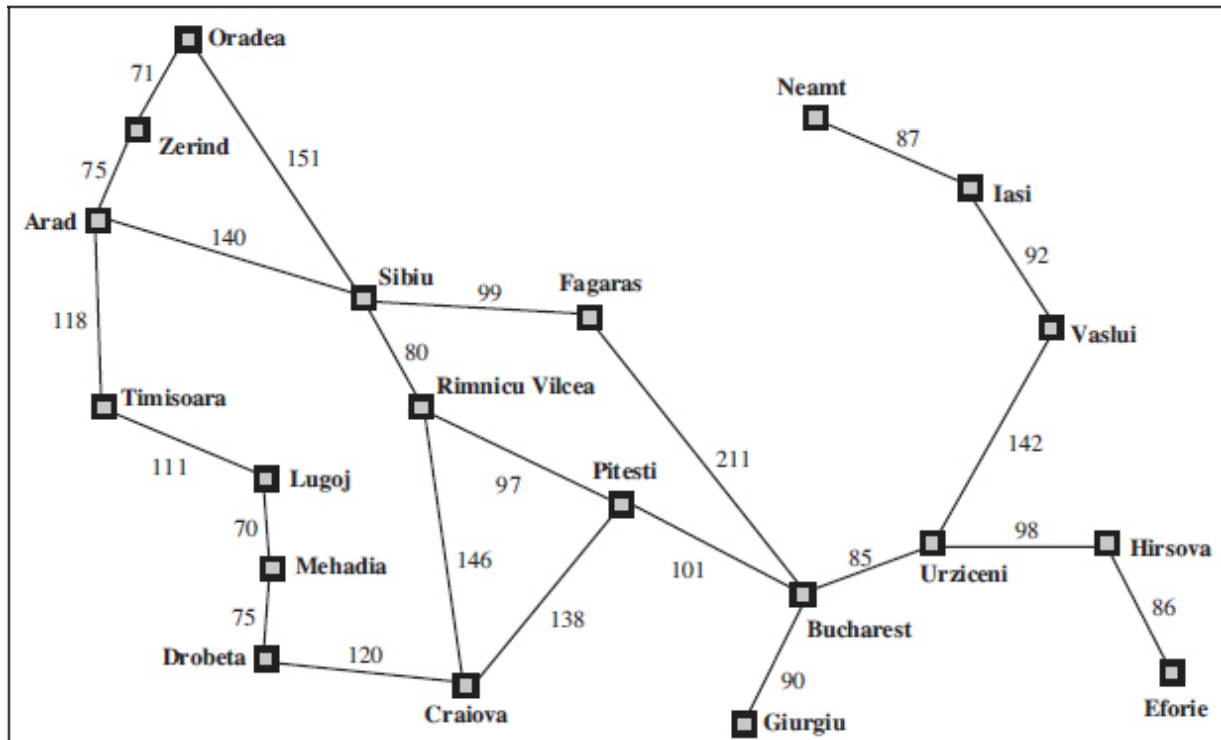 Oradea
71
Neamt
Zerind
87
151
75
Iasi
Arad
140
92
Sibiu
Fagaras
99
118
Vaslui
80
Timisoara
Rimnicu Vilcea
142
111
Lugoj
Pitesti
211
97
70
98
Hirsova
Mehadia
146
101
85
Urziceni
86
75
138
Bucharest
Drobeta
120
90
Craiova
Giurgiu
Eforie